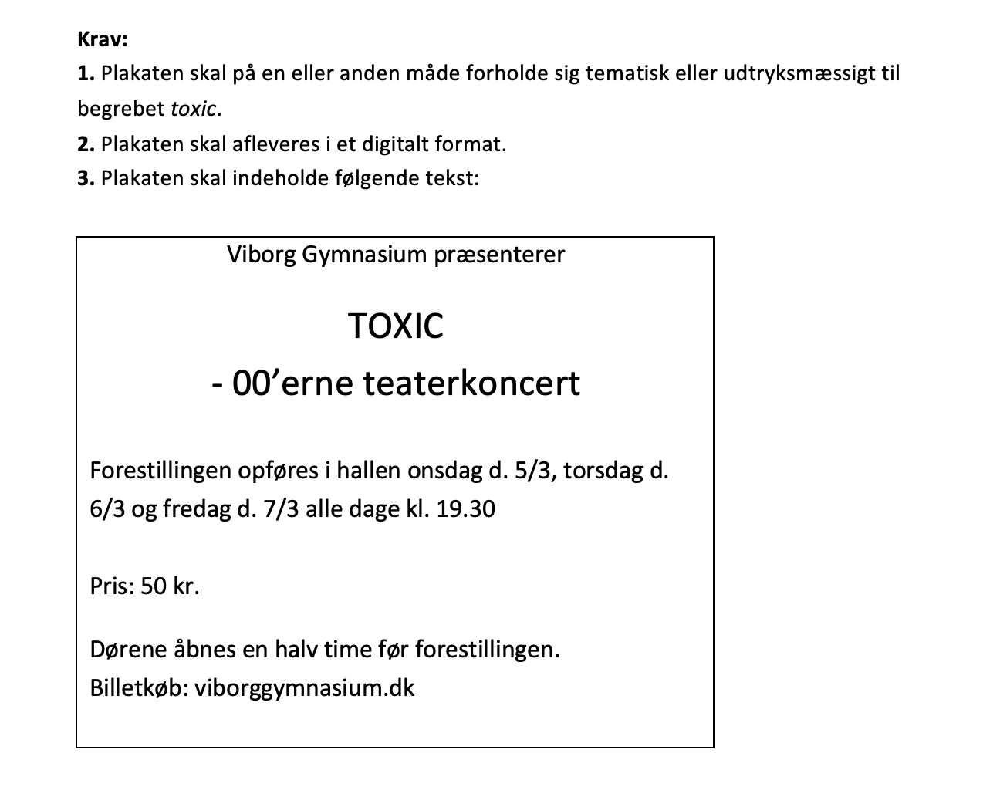 Krav:
1. Plakaten skal på en eller anden måde forholde sig tematisk eller udtryksmæssigt til
begrebet toxic.
2. Plakaten skal afleveres i et digitalt format.
3. Plakaten skal indeholde følgende tekst:
Viborg Gymnasium præsenterer
TOXIC
- 00’erne teaterkoncert
Forestillingen opføres i hallen onsdag d. 5/3, torsdag d.
6/3 og fredag d. 7/3 alle dage kl. 19.30
Pris: 50 kr.
Dørene åbnes en halv time før forestillingen.
Billetkøb: viborggymnasium.dk